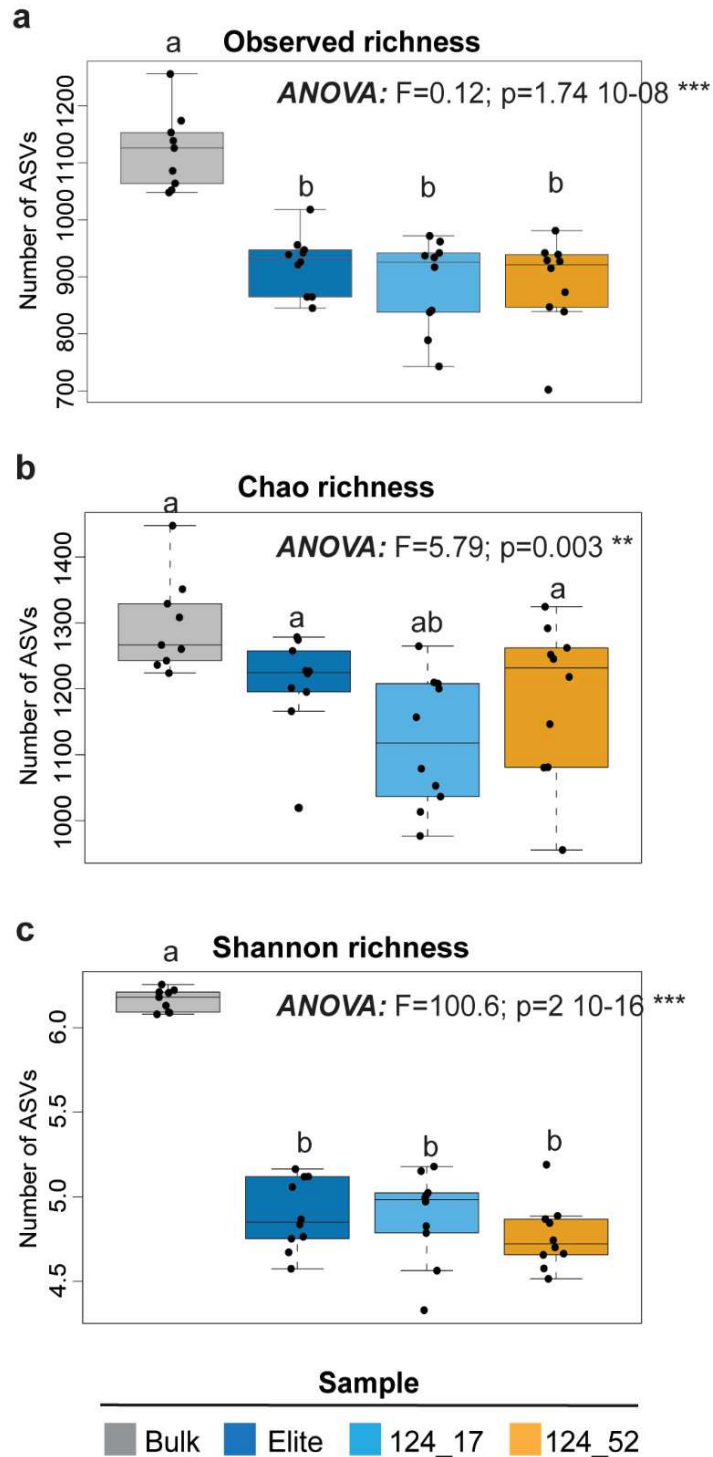 a
Observed richness
a
ANOVA: F=0.12; p=1.74 10-08 ***
b
b
b
Number of ASVs
1200
1100
1000
900
800
700
b
Chao richness
a
ANOVA: F=5.79; p=0.003 **
a
ab
a
Number of ASVs
1400
1300
1200
1100
1000
c
Shannon richness
a
ANOVA: F=100.6; p=2 10-16 ***
b
b
b
Number of ASVs
6.0
5.5
5.0
4.5
Sample
Bulk Elite 124_17 124_52